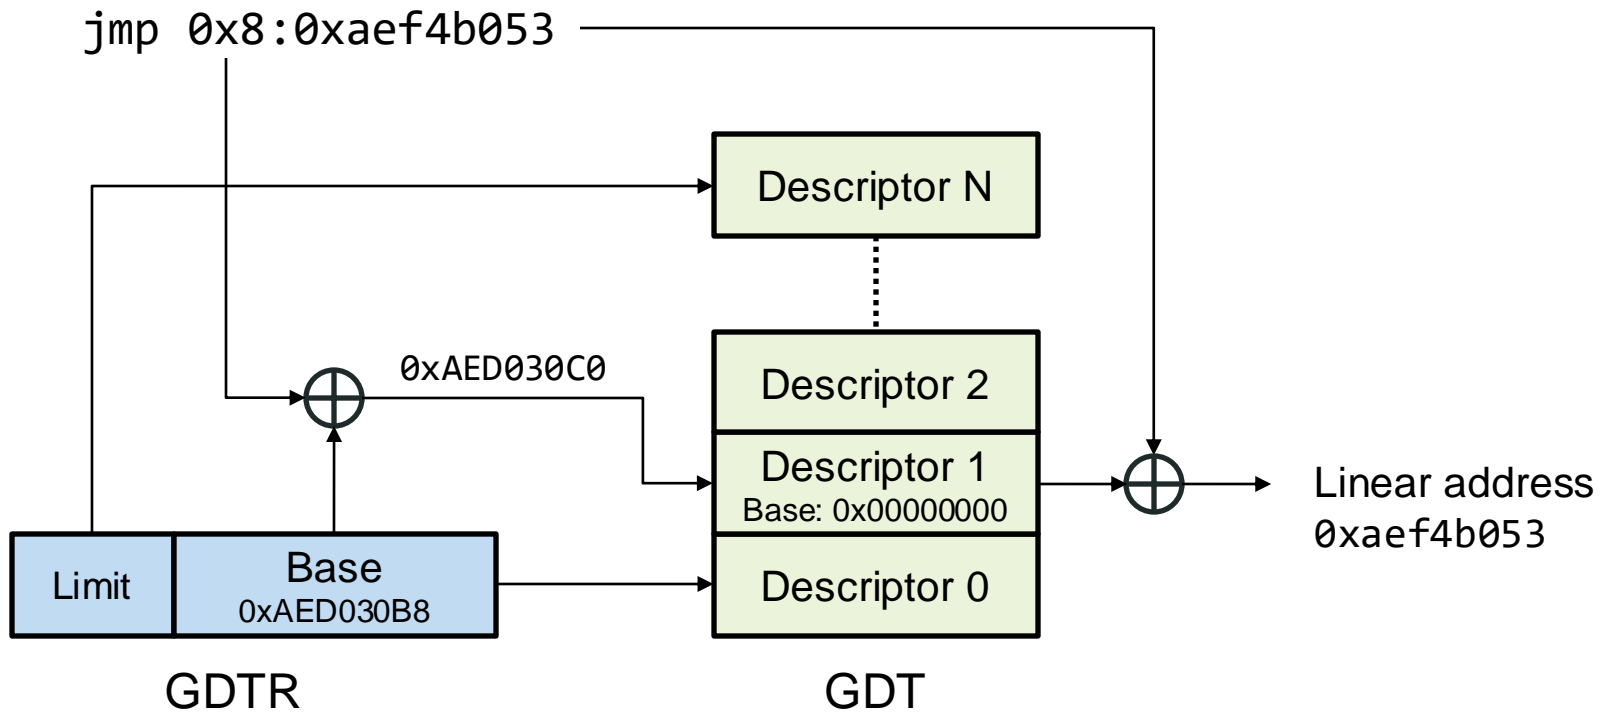 jmp 0x8:0xaef4b053
Descriptor N
0xAED030C0
Descriptor 2
Descriptor 1
Base: 0x00000000
Linear address
0xaef4b053
Limit
Base
0xAED030B8
Descriptor 0
GDTR
GDT